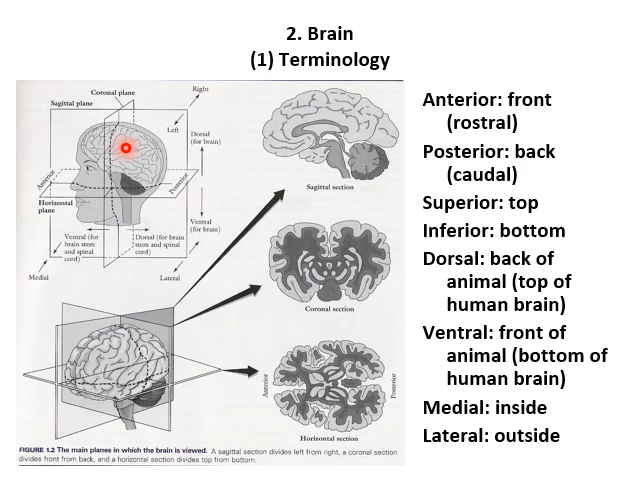 2. Brain
(1) Terminology
Coronal plane
Sagittal plane
Right
Left
Dorsal
(for brain)
Anterior
Posterior
Horizontal
plane
Ventral
(for brain)
Ventral (for
brain stem
and spinal
cord)
Dorsal (for brain
stem and spinal
cord)
Medial
Lateral
Sagittal section
Coronal section
Anterior
Posterior
Horizontal section
FIGURE 1.2 The main planes in which the brain is viewed. A sagittal section divides left from right, a coronal section
divides front from back, and a horizontal section divides top from bottom.
Anterior: front
(rostral)
Posterior: back
(caudal)
Superior: top
Inferior: bottom
Dorsal: back of
animal (top of
human brain)
Ventral: front of
animal (bottom of
human brain)
Medial: inside
Lateral: outside